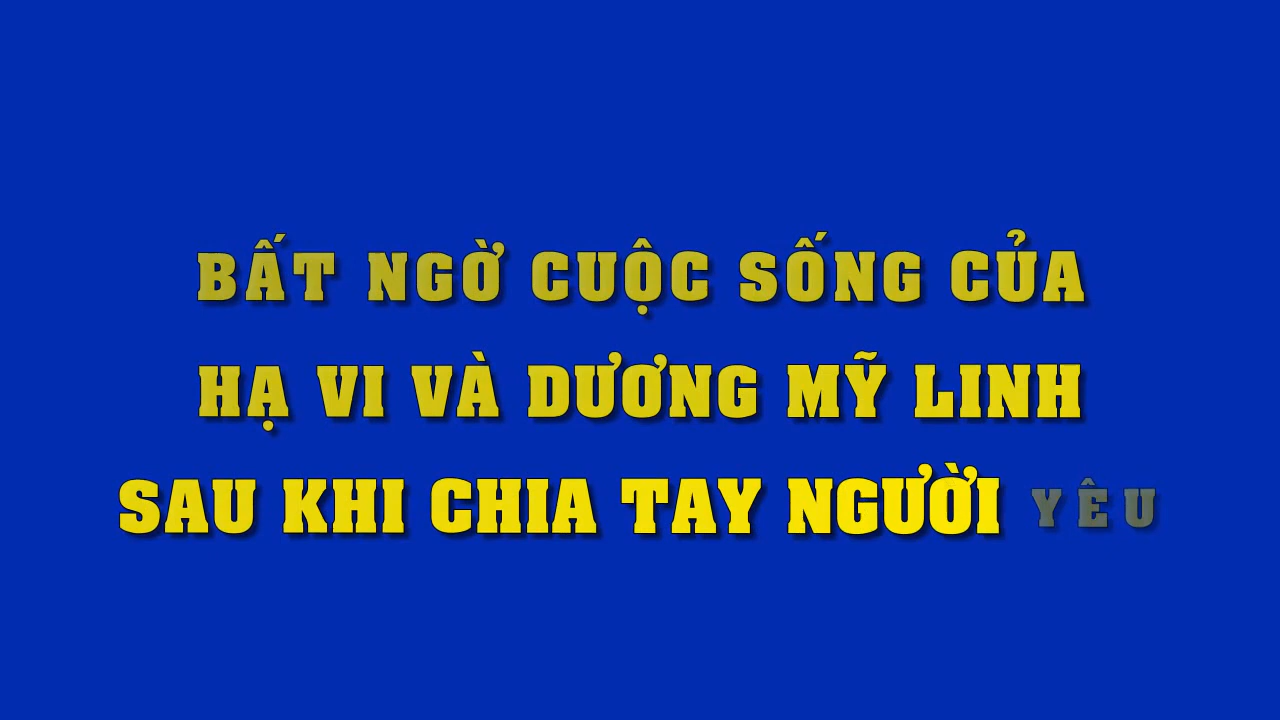 BẤT NGỜ CUỘC SỐNG CỦA
HẠ VI VÀ DƯƠNG MỸ LINH
SAU KHI CHIA TAY NGƯỜI YÊU